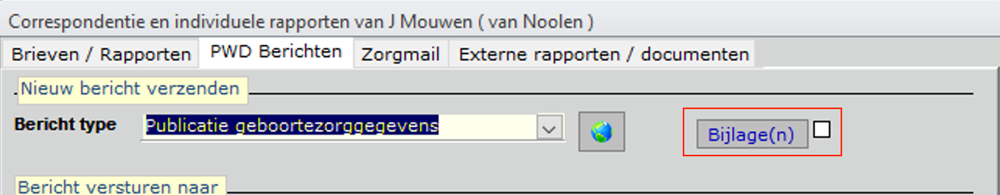 Correspondentie en individuele rapporten van J Mouwen ( van Noolen )
Brieven / Rapporten PWD Berichten Zorgmail Externe rapporten / documenten
Nieuw bericht verzenden
Bericht type Publicatie geboortezorggegevens Bijlage(n)
Bericht versturen naar